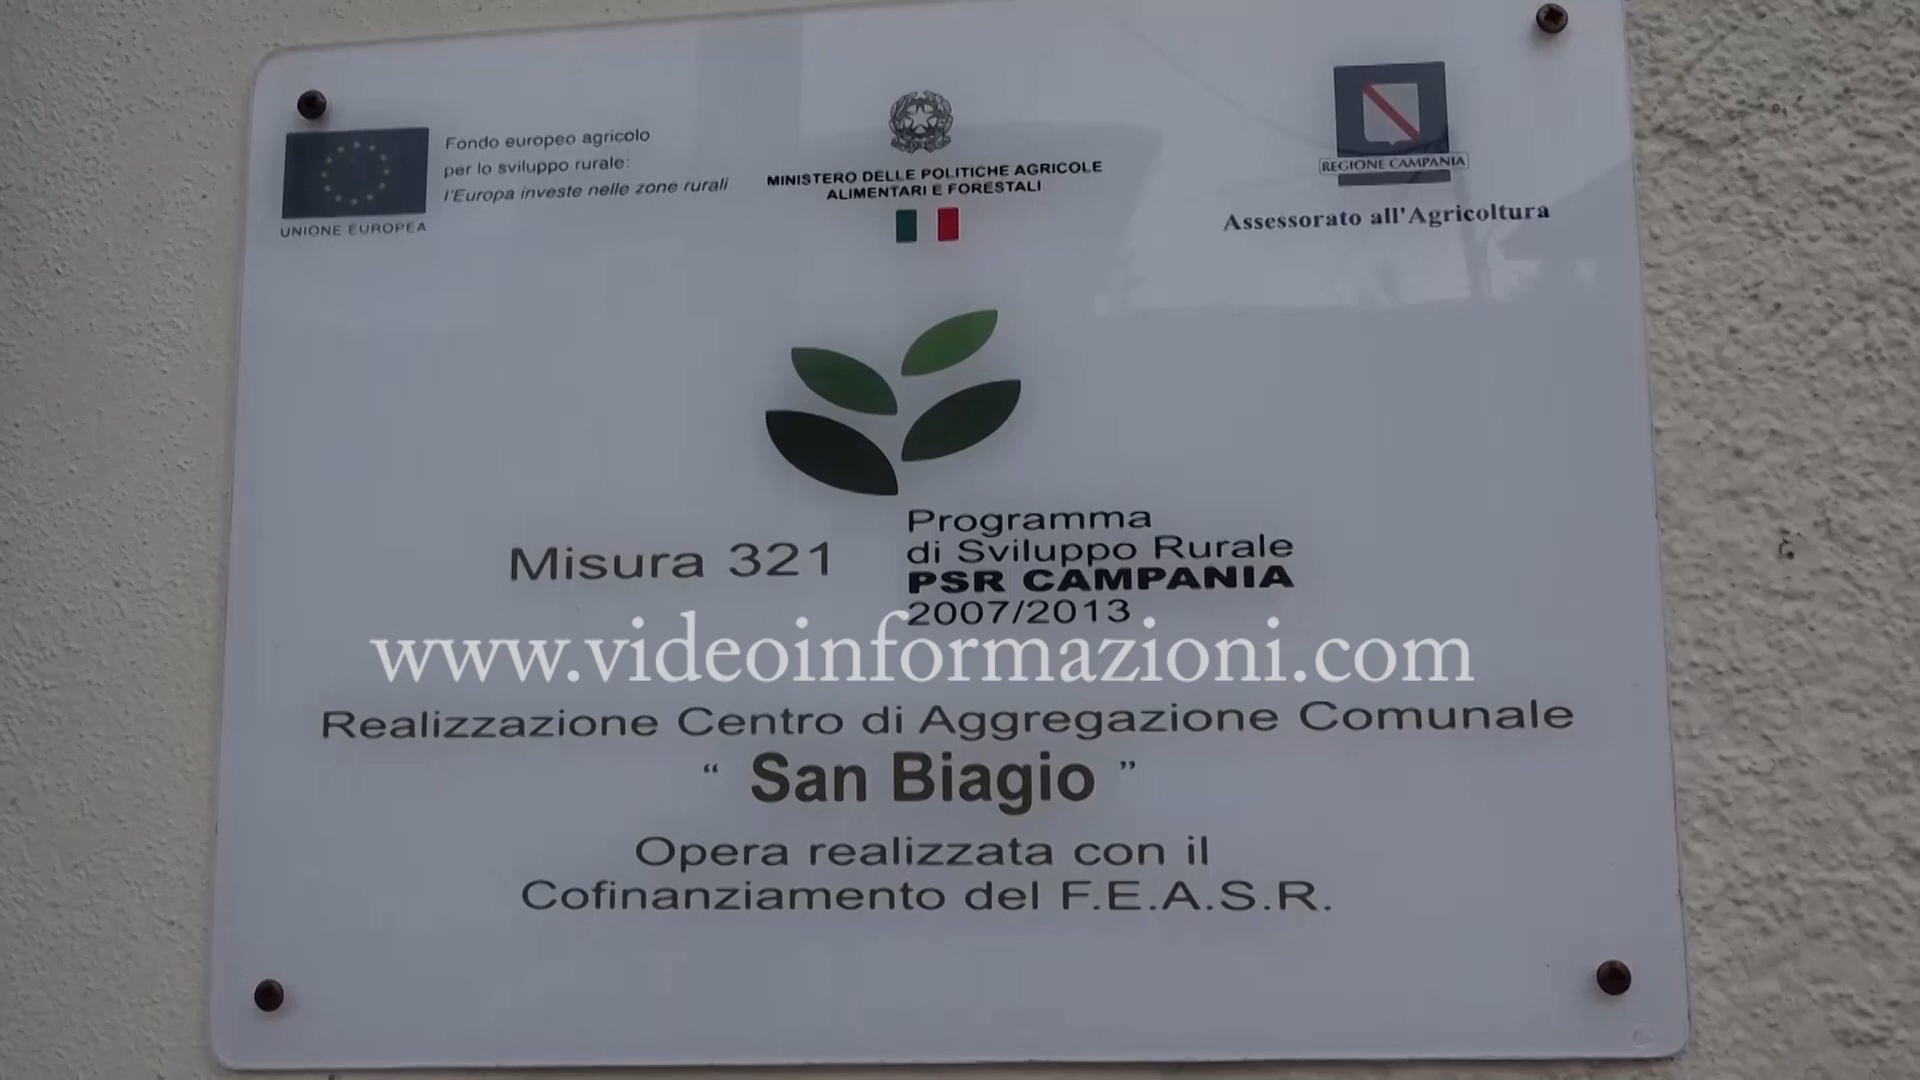 Fondo europeo agricolo
per lo sviluppo rurale:
l'Europa investe nelle zone rurali
UNIONE EUROPEA
MINISTERO DELLE POLITICHE AGRICOLE
ALIMENTARI E FORESTALI
REGIONE CAMPANIA
Assessorato all'Agricoltura
Misura 321
Programma
di Sviluppo Rurale
PSR CAMPANIA
2007/2013
www.videoinformazioni.com
Realizzazione Centro di Aggregazione Comunale
“ San Biagio ”
Opera realizzata con il
Cofinanziamento del F.E.A.S.R.